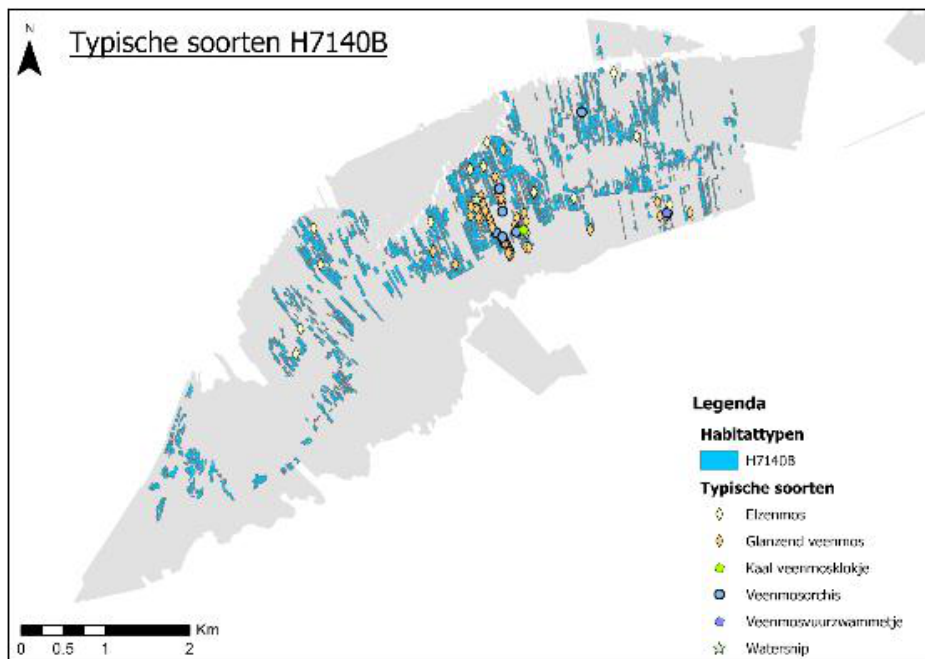 N
Typische soorten H7140B
Legenda
Habitattypen
H7140B
Typische soorten
Elzenmos
Glanzend veenmos
Kaal veenmosklokje
Veenmosorchis
Veenmosvuurzwammetje
Watersnip
Km
0 0.5 1 2